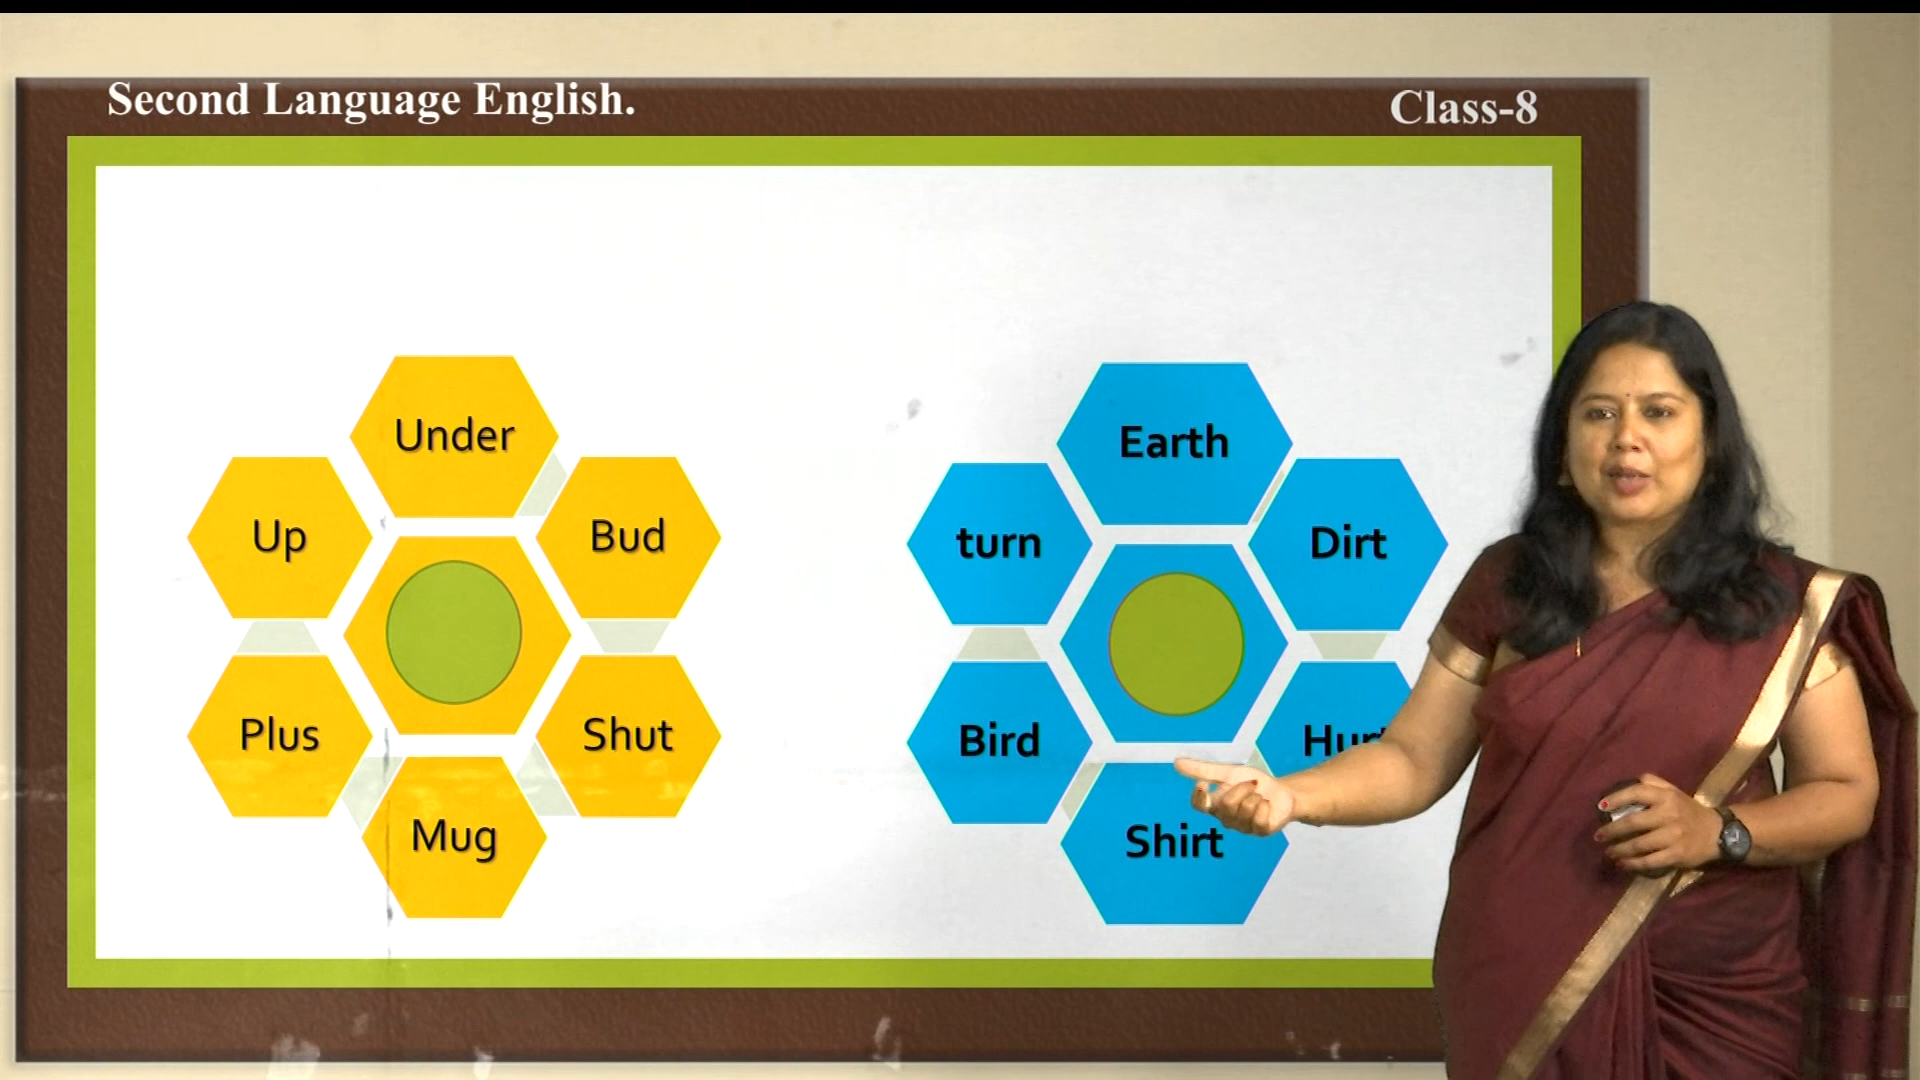 Second Language English.
Class-8
Under
Up
Bud
Plus
Shut
Mug
Earth
turn
Dirt
Bird
Shirt